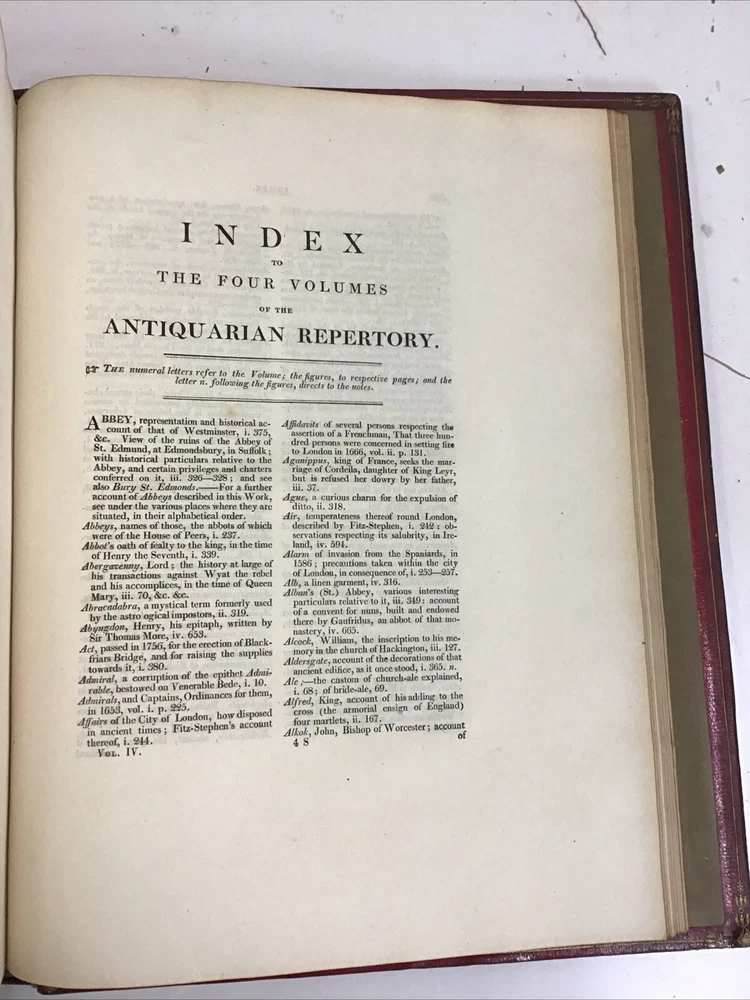 INDEX
TO
THE FOUR VOLUMES
OF THE
ANTIQUARIAN REPERTORY.
☞ THE numeral letters refer to the Volume; the figures, to respective pages; and the
letter n. following the figures, directs to the notes.
ABBEY, representation and historical ac-
count of that of Westminster, i. 375,
&c. View of the ruins of the Abbey of
St. Edmund, at Edmondsbury, in Suffolk;
with historical particulars relative to the
Abbey, and certain privileges and charters
conferred on it, iii. 326—328; and see
also Bury St. Edmonds.—For a further
account of Abbeys described in this Work,
see under the various places where they are
situated, in their alphabetical order.
Abbeys, names of those, the abbots of which
were of the House of Peers, i. 237.
Abbot's oath of fealty to the king, in the time
of Henry the Seventh, i. 339.
Abergavenny, Lord; the history at large of
his transactions against Wyat the rebel
and his accomplices, in the time of Queen
Mary, iii. 70, &c. &c.
Abracadabra, a mystical term formerly used
by the astro ogical impostors, ii. 319.
Abyngdon, Henry, his epitaph, written by
Sir Thomas More, iv. 653.
Act, passed in 1756, for the erection of Black-
friars Bridge, and for raising the supplies
towards it, i. 380.
Admiral, a corruption of the epithet Admi-
rable, bestowed on Venerable Bede, i. 10.
Admirals, and Captains, Ordinances for them,
in 1653, vol. i. p. 225.
Affairs of the City of London, how disposed
in ancient times; Fitz-Stephen's account
thereof, i. 244.
VOL. IV.
Affidavits of several persons respecting the
assertion of a Frenchman, That three hun-
dred persons were concerned in setting fire
to London in 1666, vol. ii. p. 131.
Aganippus, king of France, seeks the mar-
riage of Cordeila, daughter of King Leyr,
but is refused her dowry by her father,
iii. 37.
Ague, a curious charm for the expulsion of
ditto, ii. 318.
Air, temperateness thereof round London,
described by Fitz-Stephen, i. 242: ob-
servations respecting its salubrity, in Ire-
land, iv. 594.
Alarm of invasion from the Spaniards, in
1586; precautions taken within the city
of London, in consequence of, i. 253—257.
Alb, a linen garment, iv. 316.
Alban's (St.) Abbey, various interesting
particulars relative to it, iii. 349: account
of a convent for nuns, built and endowed
there by Gaufridus, an abbot of that mo-
nastery, iv. 665.
Alcock, William, the inscription to his me-
mory in the church of Hackington, iii. 127.
Aldersgate, account of the decorations of that
ancient edifice, as it once stood, i. 365. n.
Ale;—the custom of church-ale explained,
i. 68; of bride-ale, 69.
Alfred, King, account of his adding to the
cross (the armorial ensign of England)
four martlets, ii. 167.
Alkok, John, Bishop of Worcester; account
4 S of